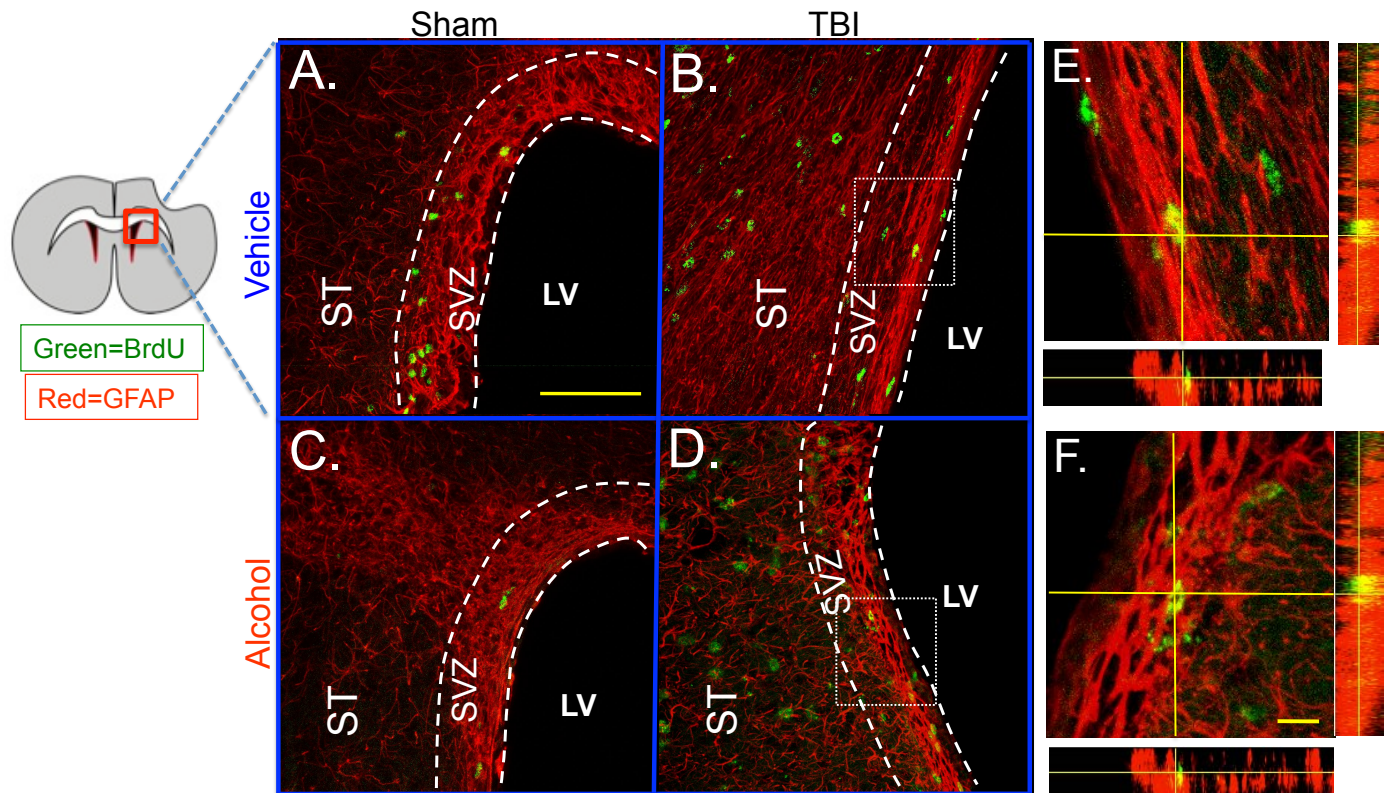 Sham
TBI
A.
B.
E.
Vehicle
ST
SVZ
LV
ST
SVZ
LV
Green=BrdU
Red=GFAP
C.
D.
F.
Alcohol
ST
SVZ
LV
ST
SVZ
LV